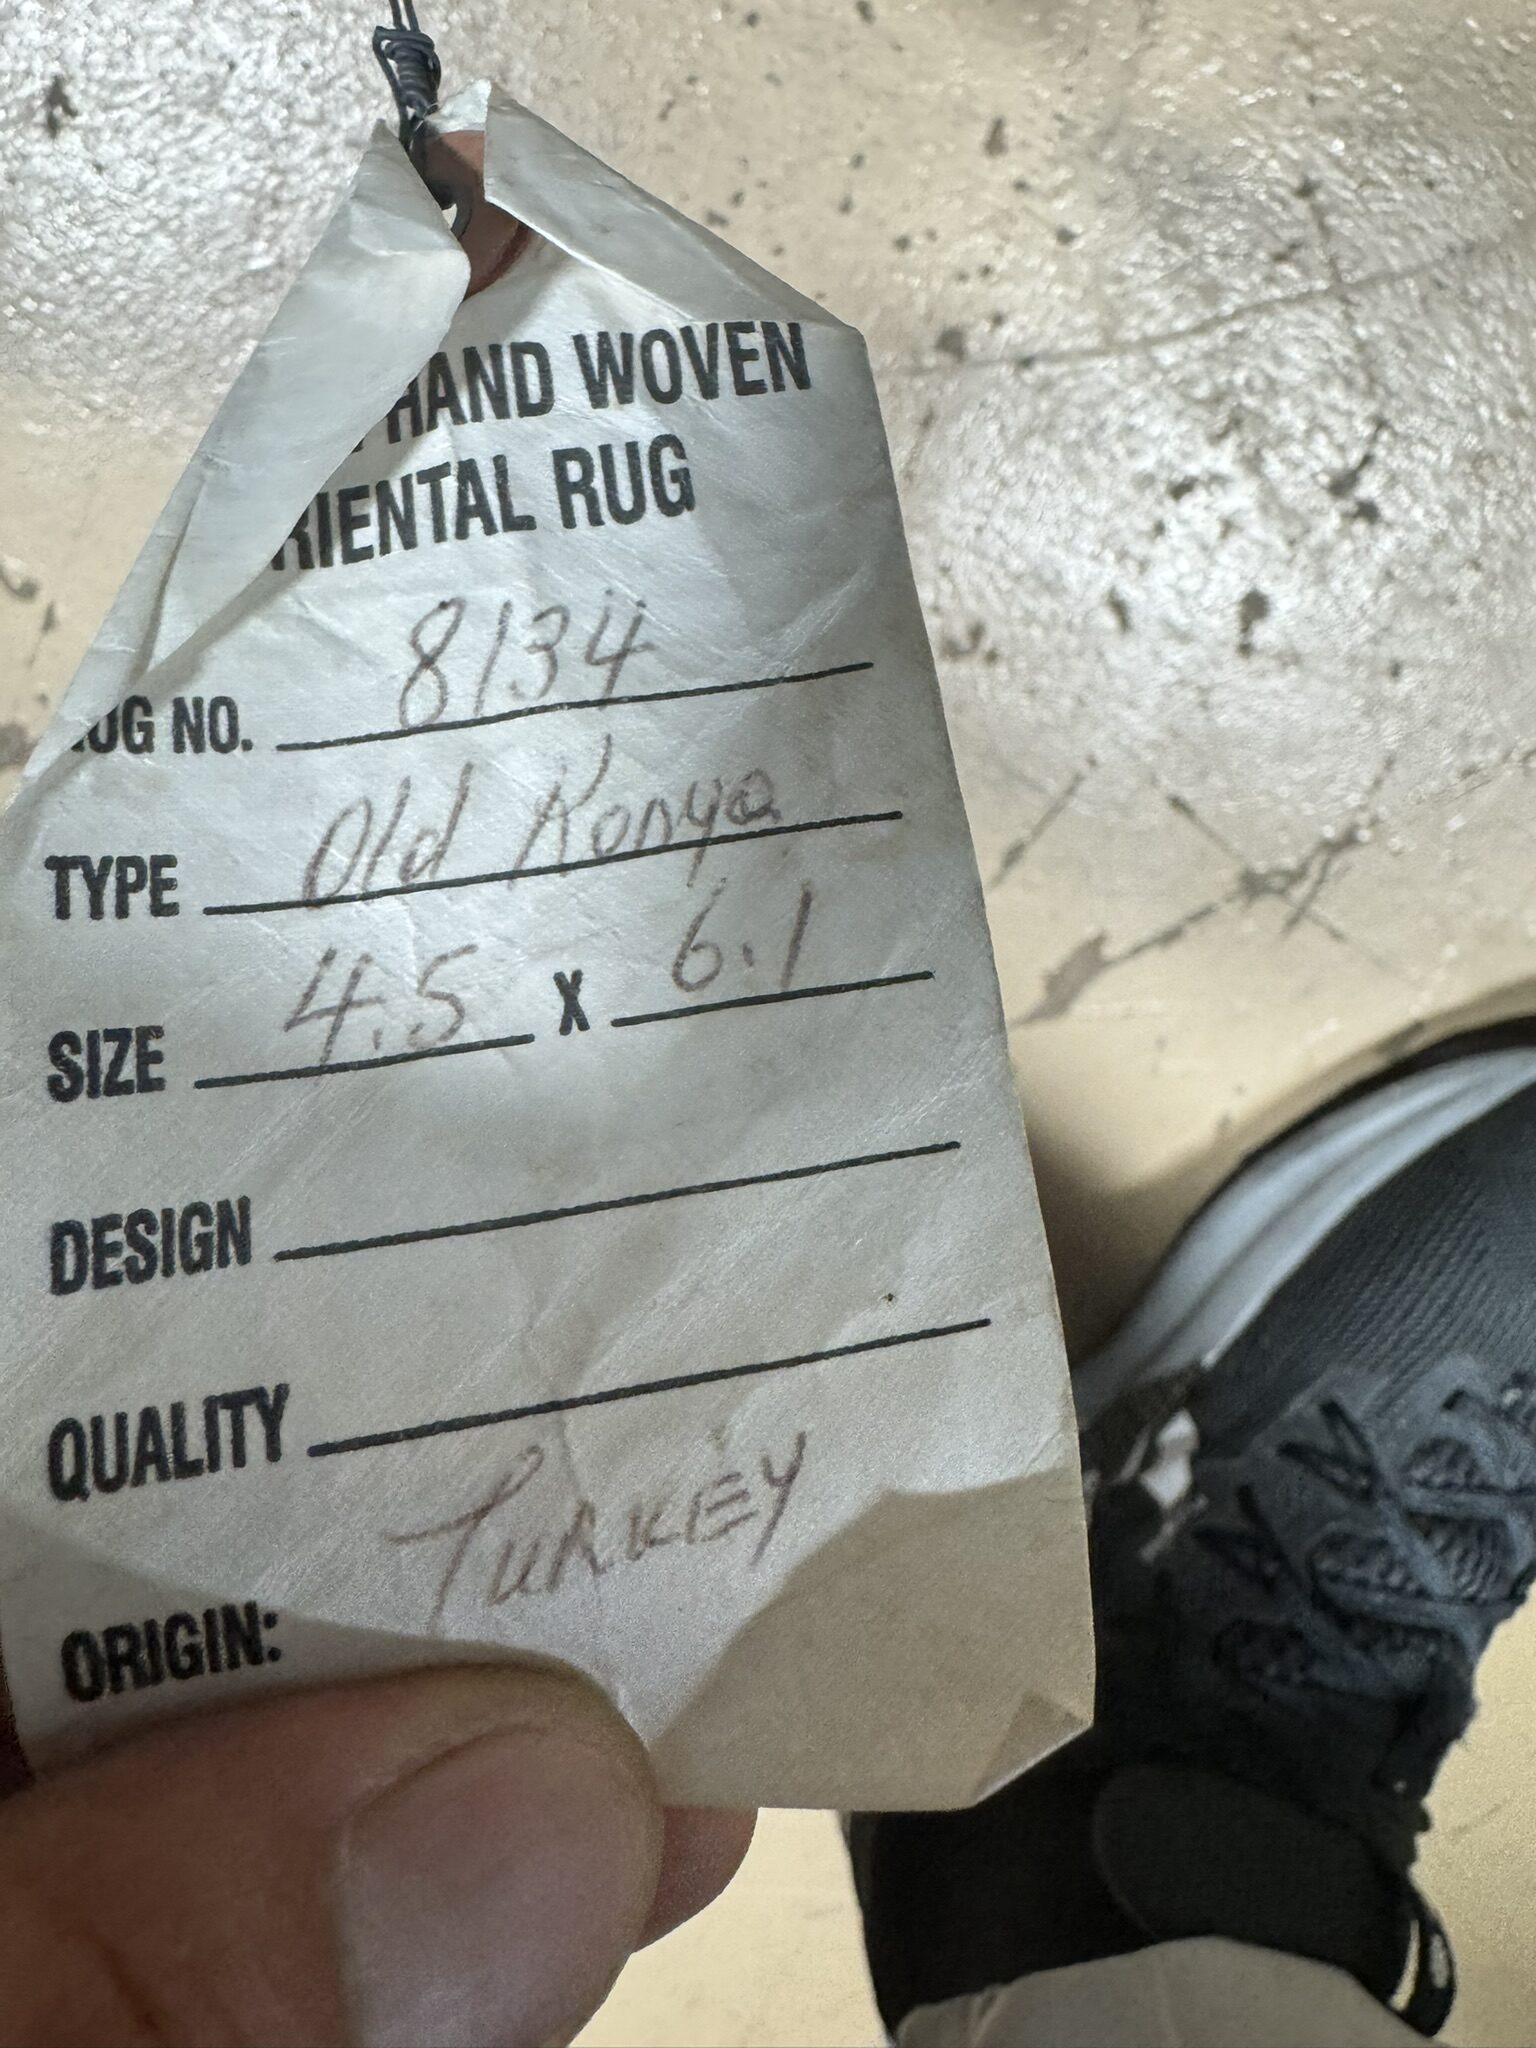 HAND WOVEN
RIENTAL RUG
UG NO. 8134
TYPE Old Konya
SIZE 4.5 X 6.1
DESIGN
QUALITY
ORIGIN: TURKEY